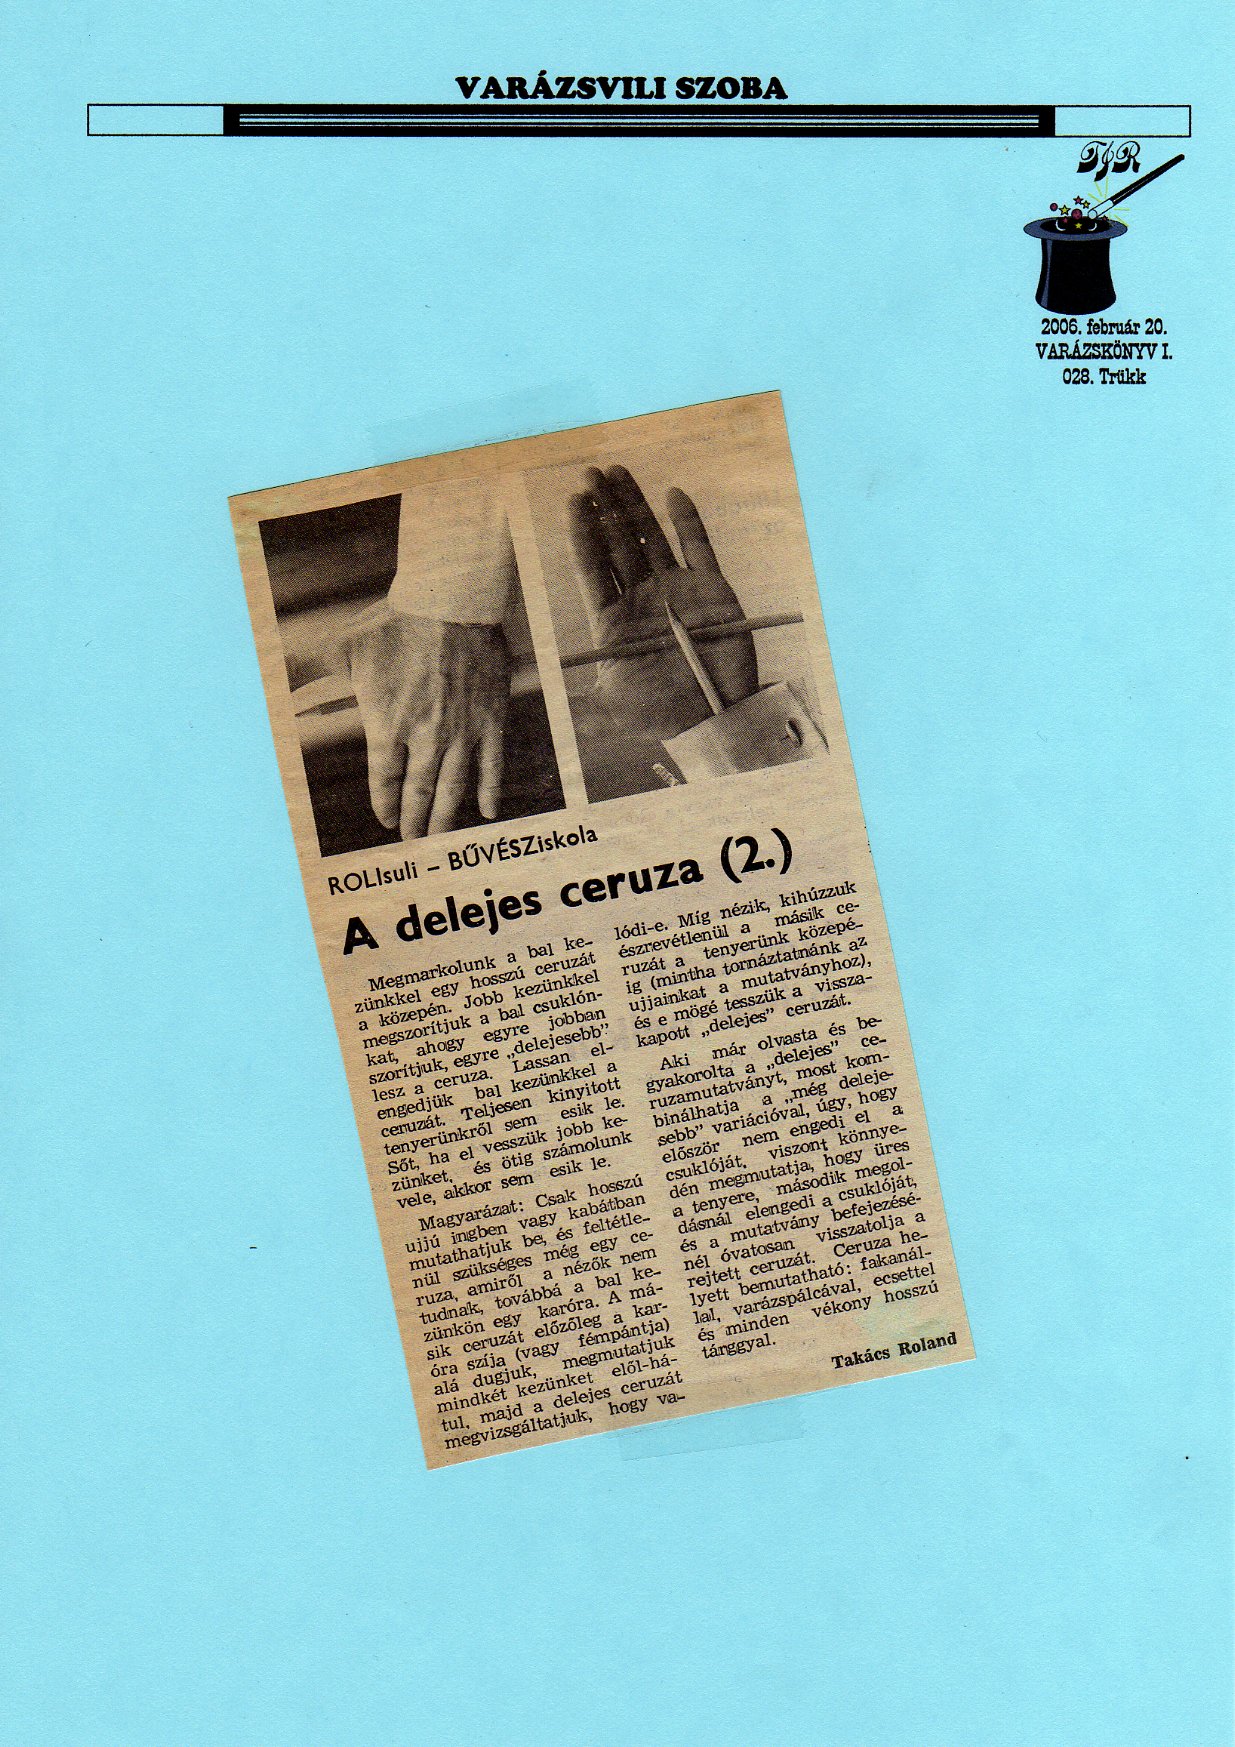 VARÁZSVILI SZOBA
TJR
2006. február 20.
VARÁZSKÖNYV I.
028. Trükk
ROLIsuli – BŰVÉSZiskola
A delejes ceruza (2.)
Megmarkolunk a bal ke-
zünkkel egy hosszú ceruzát
a közepén. Jobb kezünkkel
megszorítjuk a bal csuklón-
kat, ahogy egyre jobban
szorítjuk, egyre „delejesebb”
lesz a ceruza. Lassan el-
engedjük bal kezünkkel a
ceruzát. Teljesen kinyitott
tenyerünkről sem esik le.
Sőt, ha el vesszük jobb ke-
zünket, és ötig számolunk
vele, akkor sem esik le.
Magyarázat: Csak hosszú
ujjú ingben vagy kabátban
mutathatjuk be, és feltétle-
nül szükséges még egy ce-
ruza, amiről a nézők nem
tudnak, továbbá a bal ke-
zünkön egy karóra. A má-
sik ceruzát előzőleg a kar-
óra szíja (vagy fémpántja)
alá dugjuk, megmutatjuk
mindkét kezünket elől-há-
tul, majd a delejes ceruzát
megvizsgáltatjuk, hogy va-
lódi-e. Míg nézik, kihúzzuk
észrevétlenül a másik ce-
ruzát a tenyerünk közepé-
ig (mintha tornáztatnánk az
ujjainkat a mutatványhoz),
és e mögé tesszük a vissza-
kapott „delejes” ceruzát.
Aki már olvasta és be-
gyakorolta a „delejes” ce-
ruzamutatványt, most kom-
binálhatja a „még deleje-
sebb” variációval, úgy, hogy
először nem engedi el a
csuklóját, viszont könnye-
dén megmutatja, hogy üres
a tenyere, második megol-
dásnál elengedi a csuklóját,
és a mutatvány befejezésé-
nél óvatosan visszatolja a
rejtett ceruzát. Ceruza he-
lyett bemutatható: fakanál-
lal, varázspálcával, ecsettel
és minden vékony hosszú
tárggyal.
Takács Roland